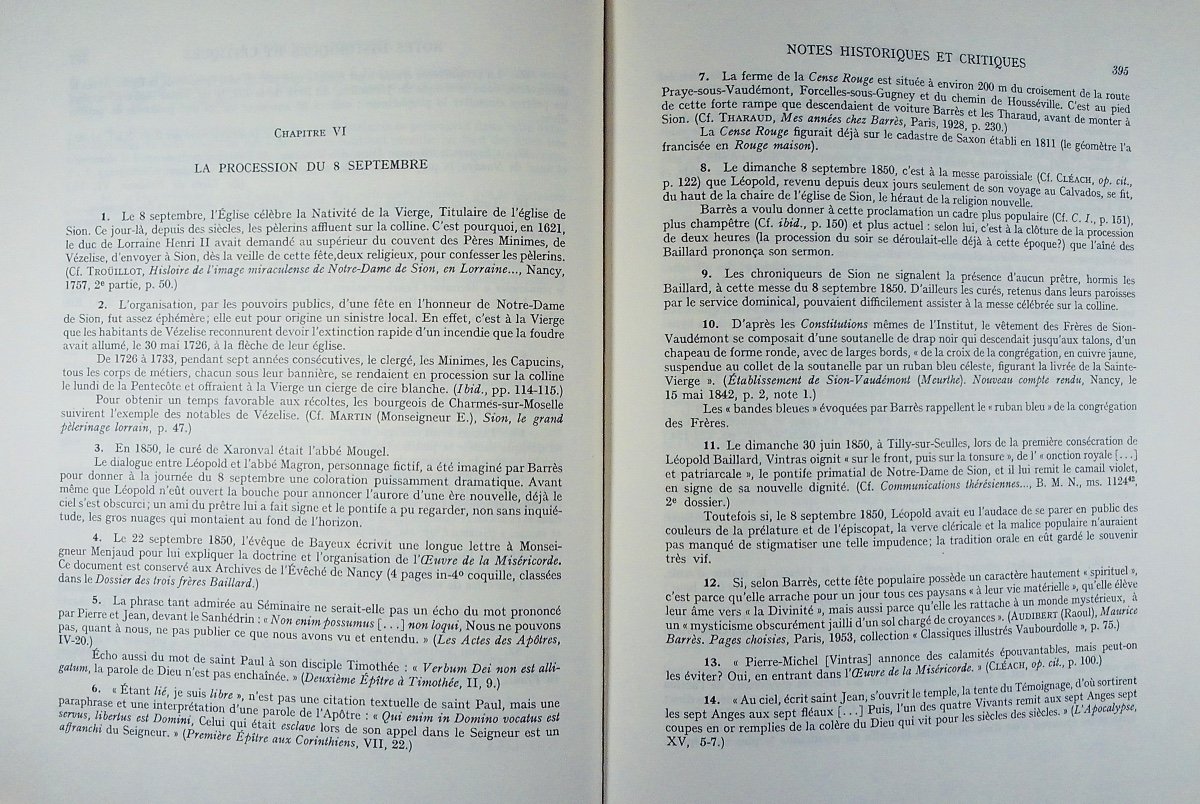 CHAPITRE VI
LA PROCESSION DU 8 SEPTEMBRE
1. Le 8 septembre, l'Église célèbre la Nativité de la Vierge, Titulaire de l'église de
Sion. Ce jour-là, depuis des siècles, les pèlerins affluent sur la colline. C'est pourquoi, en 1621,
le duc de Lorraine Henri II avait demandé au supérieur du couvent des Pères Minimes, de
Vézelise, d'envoyer à Sion, dès la veille de cette fête,deux religieux, pour confesser les pèlerins.
(Cf. TROÜILLOT, Histoire de l'image miraculense de Notre-Dame de Sion, en Lorraine..., Nancy,
1757, 2e partie, p. 50.)
2. L'organisation, par les pouvoirs publics, d'une fête en l'honneur de Notre-Dame
de Sion, fut assez éphémère; elle eut pour origine un sinistre local. En effet, c'est à la Vierge
que les habitants de Vézelise reconnurent devoir l'extinction rapide d'un incendie que la foudre
avait allumé, le 30 mai 1726, à la flèche de leur église.
De 1726 à 1733, pendant sept années consécutives, le clergé, les Minimes, les Capucins,
tous les corps de métiers, chacun sous leur bannière, se rendaient en procession sur la colline
le lundi de la Pentecôte et offraient à la Vierge un cierge de cire blanche. (Ibid., pp. 114-115.)
Pour obtenir un temps favorable aux récoltes, les bourgeois de Charmes-sur-Moselle
suivirent l'exemple des notables de Vézelise. (Cf. MARTIN (Monseigneur E.), Sion, le grand
pèlerinage lorrain, p. 47.)
3. En 1850, le curé de Xaronval était l'abbé Mougel.
Le dialogue entre Léopold et l'abbé Magron, personnage fictif, a été imaginé par Barrès
pour donner à la journée du 8 septembre une coloration puissamment dramatique. Avant
même que Léopold n'eût ouvert la bouche pour annoncer l'aurore d'une ère nouvelle, déjà le
ciel s'est obscurci; un ami du prêtre lui a fait signe et le pontife a pu regarder, non sans inquié-
tude, les gros nuages qui montaient au fond de l'horizon.
4. Le 22 septembre 1850, l'évêque de Bayeux écrivit une longue lettre à Monsei-
gneur Menjaud pour lui expliquer la doctrine et l'organisation de l'Œuvre de la Miséricorde.
Ce document est conservé aux Archives de l'Évêché de Nancy (4 pages in-4º coquille, classées
dans le Dossier des trois frères Baillard.)
5. La phrase tant admirée au Séminaire ne serait-elle pas un écho du mot prononcé
par Pierre et Jean, devant le Sanhédrin : « Non enim possumus [...] non loqui, Nous ne pouvons
pas, quant à nous, ne pas publier ce que nous avons vu et entendu. » (Les Actes des Apôtres,
IV-20.)
Écho aussi du mot de saint Paul à son disciple Timothée : « Verbum Dei non est alli-
gatum, la parole de Dieu n'est pas enchaînée. » (Deuxième Épître à Timothée, II, 9.)
6. « Étant lié, je suis libre », n'est pas une citation textuelle de saint Paul, mais une
paraphrase et une interprétation d'une parole de l'Apôtre : « Qui enim in Domino vocatus est
servus, libertus est Domini, Celui qui était esclave lors de son appel dans le Seigneur est un
affranchi du Seigneur. » (Première Épître aux Corinthiens, VII, 22.)
NOTES HISTORIQUES ET CRITIQUES 395
7. La ferme de la Cense Rouge est située à environ 200 m du croisement de la route
Praye-sous-Vaudémont, Forcelles-sous-Gugney et du chemin de Housséville. C'est au pied
de cette forte rampe que descendaient de voiture Barrès et les Tharaud, avant de monter à
Sion. (Cf. THARAUD, Mes années chez Barrès, Paris, 1928, p. 230.)
La Cense Rouge figurait déjà sur le cadastre de Saxon établi en 1811 (le géomètre l'a
francisée en Rouge maison).
8. Le dimanche 8 septembre 1850, c'est à la messe paroissiale (Cf. CLÉACH, op. cit.,
p. 122) que Léopold, revenu depuis deux jours seulement de son voyage au Calvados, se fit,
du haut de la chaire de l'église de Sion, le héraut de la religion nouvelle.
Barrès a voulu donner à cette proclamation un cadre plus populaire (Cf. C. I., p. 151),
plus champêtre (Cf. ibid., p. 150) et plus actuel : selon lui, c'est à la clôture de la procession
de deux heures (la procession du soir se déroulait-elle déjà à cette époque?) que l'aîné des
Baillard prononça son sermon.
9. Les chroniqueurs de Sion ne signalent la présence d'aucun prêtre, hormis les
Baillard, à cette messe du 8 septembre 1850. D'ailleurs les curés, retenus dans leurs paroisses
par le service dominical, pouvaient difficilement assister à la messe célébrée sur la colline.
10. D'après les Constitutions mêmes de l'Institut, le vêtement des Frères de Sion-
Vaudémont se composait d'une soutanelle de drap noir qui descendait jusqu'aux talons, d'un
chapeau de forme ronde, avec de larges bords, « de la croix de la congrégation, en cuivre jaune,
suspendue au collet de la soutanelle par un ruban bleu céleste, figurant la livrée de la Sainte-
Vierge ». (Établissement de Sion-Vaudémont (Meurthe). Nouveau compte rendu, Nancy, le
15 mai 1842, p. 2, note 1.)
Les « bandes bleues » évoquées par Barrès rappellent le « ruban bleu » de la congrégation
des Frères.
11. Le dimanche 30 juin 1850, à Tilly-sur-Seulles, lors de la première consécration de
Léopold Baillard, Vintras oignit « sur le front, puis sur la tonsure », de l' « onction royale [...]
et patriarcale », le pontife primatial de Notre-Dame de Sion, et il lui remit le camail violet,
en signe de sa nouvelle dignité. (Cf. Communications thérésiennes..., B. M. N., ms. 1124⁴²,
2e dossier.)
Toutefois si, le 8 septembre 1850, Léopold avait eu l'audace de se parer en public des
couleurs de la prélature et de l'épiscopat, la verve cléricale et la malice populaire n'auraient
pas manqué de stigmatiser une telle impudence; la tradition orale en eût gardé le souvenir
très vif.
12. Si, selon Barrès, cette fête populaire possède un caractère hautement « spirituel »,
c'est parce qu'elle arrache pour un jour tous ces paysans « à leur vie matérielle », qu'elle élève
leur âme vers « la Divinité », mais aussi parce qu'elle les rattache à un monde mystérieux, à
un « mysticisme obscurément jailli d'un sol chargé de croyances ». (AUDIBERT (Raoul), Maurice
Barrès. Pages choisies, Paris, 1953, collection « Classiques illustrés Vaubourdolle », p. 75.)
13. « Pierre-Michel [Vintras] annonce des calamités épouvantables, mais peut-on
les éviter? Oui, en entrant dans l'Œuvre de la Miséricorde. » (CLÉACH, op. cit., p. 100.)
14. « Au ciel, écrit saint Jean, s'ouvrit le temple, la tente du Témoignage, d'où sortirent
les sept Anges aux sept fléaux [...] Puis, l'un des quatre Vivants remit aux sept Anges sept
coupes en or remplies de la colère du Dieu qui vit pour les siècles des siècles. » (L'Apocalypse,
XV, 5-7.)